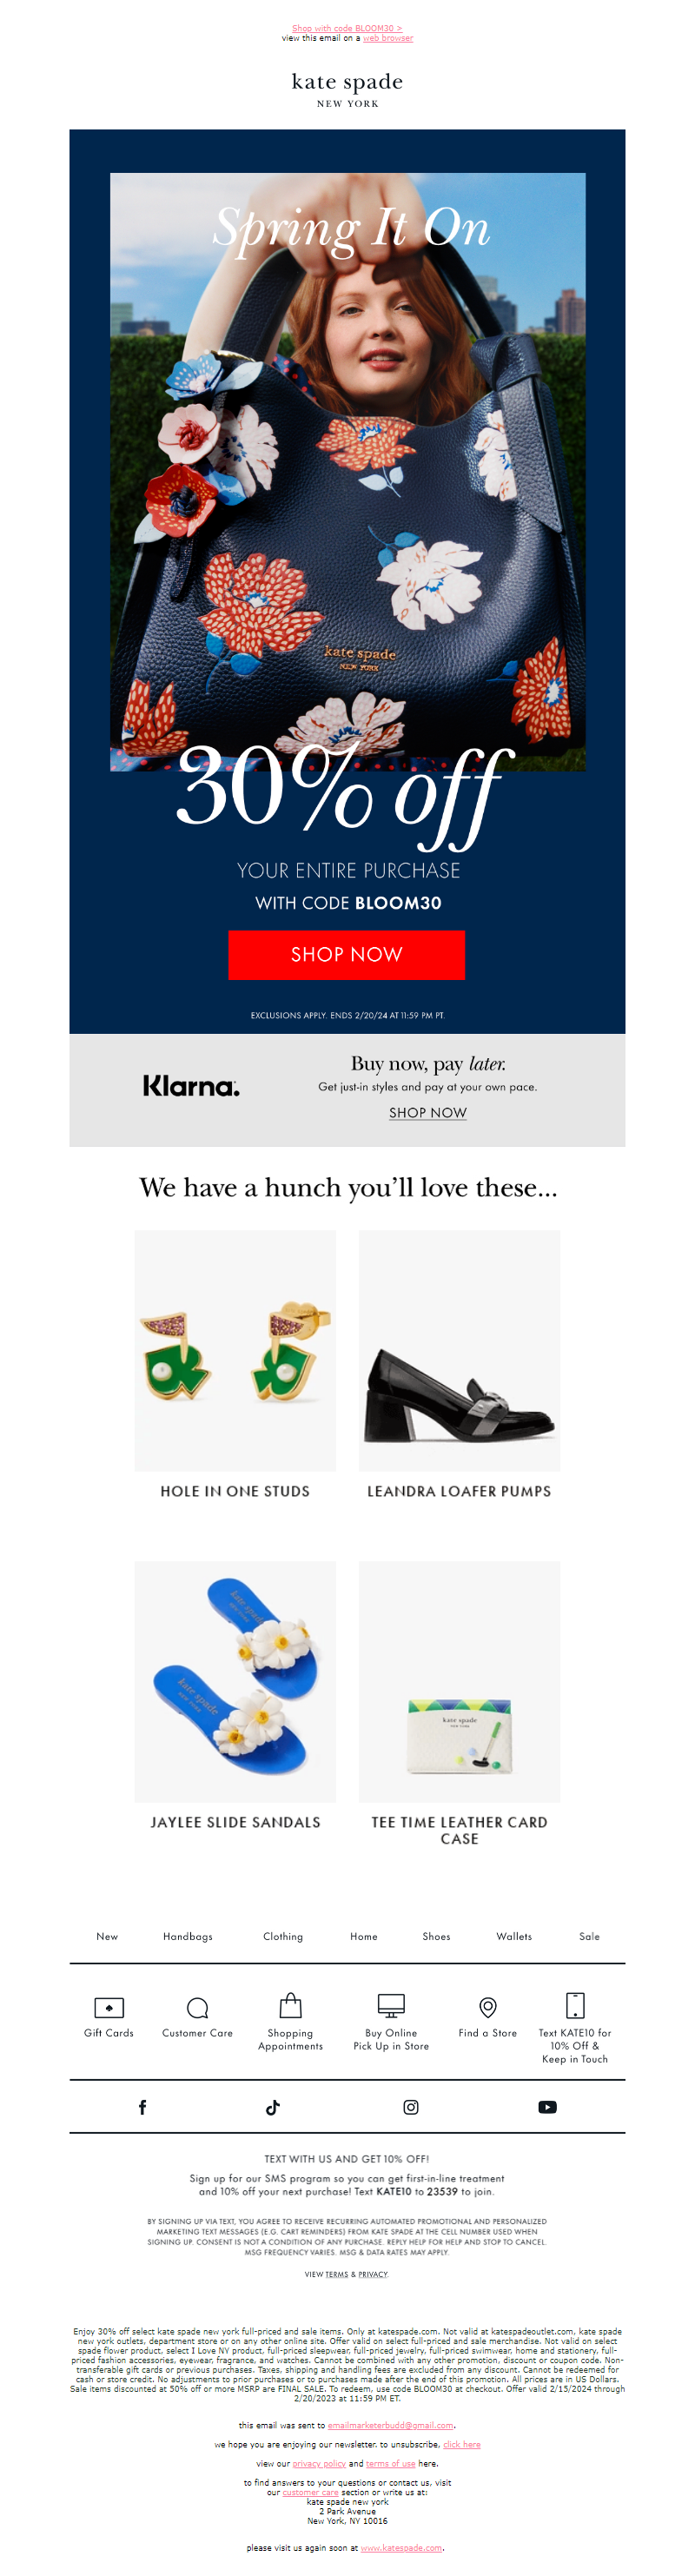 Shop with code BLOOM30 >
view this email on a web browser
kate spade
NEW YORK
Spring It On
kate spade
NEW YORK
30% off
YOUR ENTIRE PURCHASE
WITH CODE BLOOM30
SHOP NOW
EXCLUSIONS APPLY. ENDS 2/20/24 AT 11:59 PM PT.
Klarna.
Buy now, pay later.
Get just-in styles and pay at your own pace.
SHOP NOW
We have a hunch you'll love these...
HOLE IN ONE STUDS
LEANDRA LOAFER PUMPS
kate spade
NEW YORK
kate spade
NEW YORK
kate spade
NEW YORK
JAYLEE SLIDE SANDALS
TEE TIME LEATHER CARD
CASE
New Handbags Clothing Home Shoes Wallets Sale
Gift Cards
Customer Care
Shopping
Appointments
Buy Online
Pick Up in Store
Find a Store
Text KATE10 for
10% Off &
Keep in Touch
TEXT WITH US AND GET 10% OFF!
Sign up for our SMS program so you can get first-in-line treatment
and 10% off your next purchase! Text KATE10 to 23539 to join.
BY SIGNING UP VIA TEXT, YOU AGREE TO RECEIVE RECURRING AUTOMATED PROMOTIONAL AND PERSONALIZED
MARKETING TEXT MESSAGES (E.G. CART REMINDERS) FROM KATE SPADE AT THE CELL NUMBER USED WHEN
SIGNING UP. CONSENT IS NOT A CONDITION OF ANY PURCHASE. REPLY HELP FOR HELP AND STOP TO CANCEL.
MSG FREQUENCY VARIES. MSG & DATA RATES MAY APPLY.
VIEW TERMS & PRIVACY.
Enjoy 30% off select kate spade new york full-priced and sale items. Only at katespade.com. Not valid at katespadeoutlet.com, kate spade
new york outlets, department store or on any other online site. Offer valid on select full-priced and sale merchandise. Not valid on select
spade flower product, select I Love NY product, full-priced sleepwear, full-priced jewelry, full-priced swimwear, home and stationery, full-
priced fashion accessories, eyewear, fragrance, and watches. Cannot be combined with any other promotion, discount or coupon code. Non-
transferable gift cards or previous purchases. Taxes, shipping and handling fees are excluded from any discount. Cannot be redeemed for
cash or store credit. No adjustments to prior purchases or to purchases made after the end of this promotion. All prices are in US Dollars.
Sale items discounted at 50% off or more MSRP are FINAL SALE. To redeem, use code BLOOM30 at checkout. Offer valid 2/15/2024 through
2/20/2023 at 11:59 PM ET.
this email was sent to emailmarketerbudd@gmail.com.
we hope you are enjoying our newsletter. to unsubscribe, click here
view our privacy policy and terms of use here.
to find answers to your questions or contact us, visit
our customer care section or write us at:
kate spade new york
2 Park Avenue
New York, NY 10016
please visit us again soon at www.katespade.com.